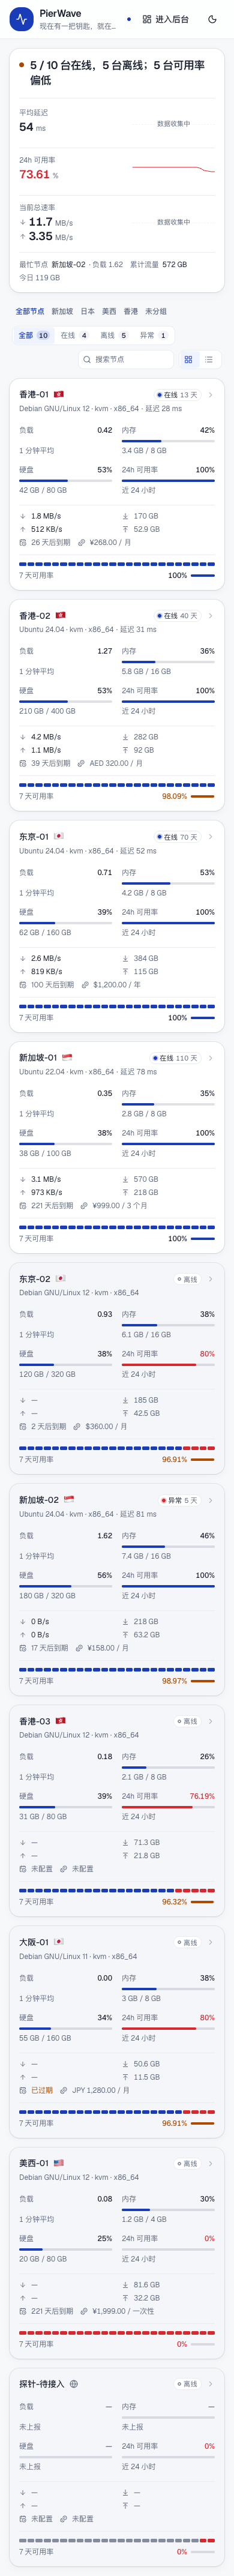 PierWave
现在有一把钥匙，就在...
进入后台
5 / 10 台在线，5 台离线；5 台可用率偏低
平均延迟
54 ms
数据收集中
24h 可用率
73.61 %
当前总速率
↓ 11.7 MB/s
数据收集中
↑ 3.35 MB/s
最忙节点 新加坡-02 · 负载 1.62 累计流量 572 GB
今日 119 GB
全部节点 新加坡 日本 美西 香港 未分组
全部 10 在线 4 离线 5 异常 1
搜索节点
香港-01 在线 13 天
Debian GNU/Linux 12 · kvm · x86_64 · 延迟 28 ms
负载 0.42 内存 42%
1 分钟平均 3.4 GB / 8 GB
硬盘 53% 24h 可用率 100%
42 GB / 80 GB 近 24 小时
↓ 1.8 MB/s 170 GB
↑ 512 KB/s 52.9 GB
26 天后到期 ¥268.00 / 月
7 天可用率 100%
香港-02 在线 40 天
Ubuntu 24.04 · kvm · x86_64 · 延迟 31 ms
负载 1.27 内存 36%
1 分钟平均 5.8 GB / 16 GB
硬盘 53% 24h 可用率 100%
210 GB / 400 GB 近 24 小时
↓ 4.2 MB/s 282 GB
↑ 1.1 MB/s 92 GB
39 天后到期 AED 320.00 / 月
7 天可用率 98.09%
东京-01 在线 70 天
Ubuntu 24.04 · kvm · x86_64 · 延迟 52 ms
负载 0.71 内存 53%
1 分钟平均 4.2 GB / 8 GB
硬盘 39% 24h 可用率 100%
62 GB / 160 GB 近 24 小时
↓ 2.6 MB/s 384 GB
↑ 819 KB/s 115 GB
100 天后到期 $1,200.00 / 年
7 天可用率 100%
新加坡-01 在线 110 天
Ubuntu 22.04 · kvm · x86_64 · 延迟 78 ms
负载 0.35 内存 35%
1 分钟平均 2.8 GB / 8 GB
硬盘 38% 24h 可用率 100%
38 GB / 100 GB 近 24 小时
↓ 3.1 MB/s 570 GB
↑ 973 KB/s 218 GB
221 天后到期 ¥999.00 / 3 个月
7 天可用率 100%
东京-02 离线
Debian GNU/Linux 12 · kvm · x86_64
负载 0.93 内存 38%
1 分钟平均 6.1 GB / 16 GB
硬盘 38% 24h 可用率 80%
120 GB / 320 GB 近 24 小时
↓ — 185 GB
↑ — 42.5 GB
2 天后到期 $360.00 / 月
7 天可用率 96.91%
新加坡-02 异常 5 天
Ubuntu 24.04 · kvm · x86_64 · 延迟 81 ms
负载 1.62 内存 46%
1 分钟平均 7.4 GB / 16 GB
硬盘 56% 24h 可用率 100%
180 GB / 320 GB 近 24 小时
↓ 0 B/s 218 GB
↑ 0 B/s 63.2 GB
17 天后到期 ¥158.00 / 月
7 天可用率 98.97%
香港-03 离线
Debian GNU/Linux 12 · kvm · x86_64
负载 0.18 内存 26%
1 分钟平均 2.1 GB / 8 GB
硬盘 39% 24h 可用率 76.19%
31 GB / 80 GB 近 24 小时
↓ — 71.3 GB
↑ — 21.8 GB
未配置 未配置
7 天可用率 96.32%
大阪-01 离线
Debian GNU/Linux 11 · kvm · x86_64
负载 0.00 内存 38%
1 分钟平均 3 GB / 8 GB
硬盘 34% 24h 可用率 80%
55 GB / 160 GB 近 24 小时
↓ — 50.6 GB
↑ — 11.5 GB
已过期 JPY 1,280.00 / 月
7 天可用率 96.91%
美西-01 离线
Debian GNU/Linux 12 · kvm · x86_64
负载 0.08 内存 30%
1 分钟平均 1.2 GB / 4 GB
硬盘 25% 24h 可用率 0%
20 GB / 80 GB 近 24 小时
↓ — 81.6 GB
↑ — 32.2 GB
221 天后到期 ¥1,999.00 / 一次性
7 天可用率 0%
探针-待接入 离线
负载 — 内存 —
未上报 未上报
硬盘 — 24h 可用率 0%
未上报 近 24 小时
↓ — —
↑ — —
未配置 未配置
7 天可用率 0%